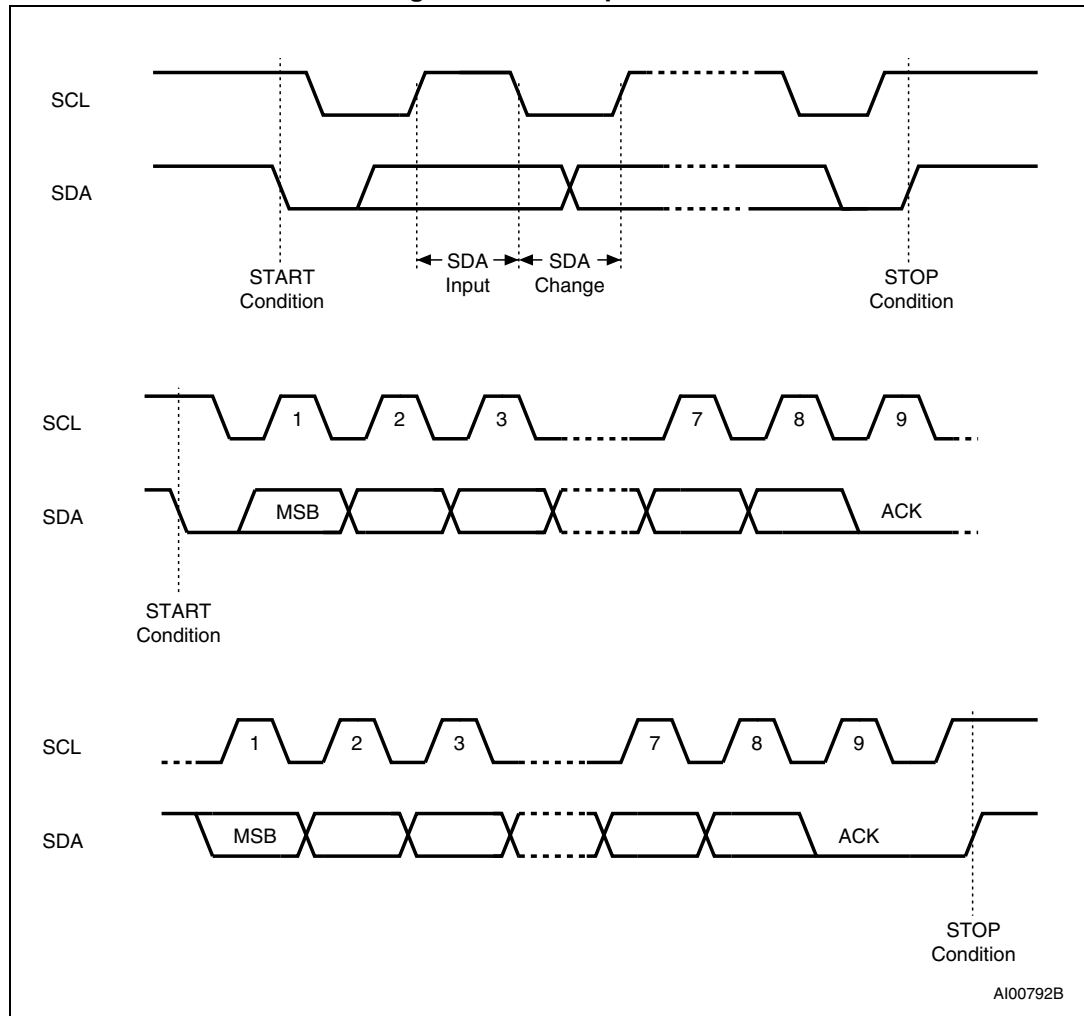 SCL
SDA
START
Condition
SDA
Input
SDA
Change
STOP
Condition
SCL
1 2 3 7 8 9
SDA
MSB ACK
START
Condition
SCL
1 2 3 7 8 9
SDA
MSB ACK
STOP
Condition
AI00792B